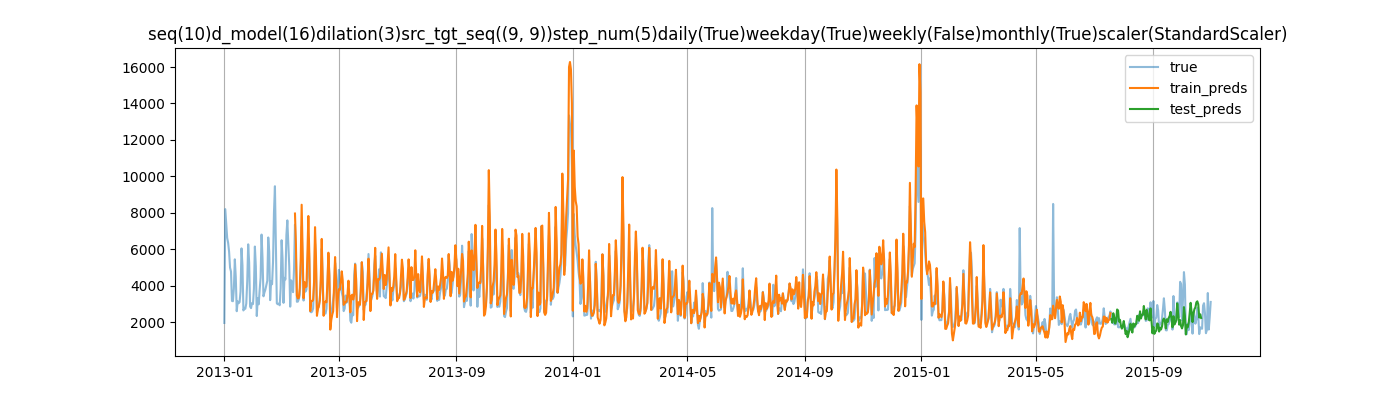 seq(10)d_model(16)dilation(3)src_tgt_seq((9, 9))step_num(5)daily(True)weekday(True)weekly(False)monthly(True)scaler(StandardScaler)
16000
14000
12000
10000
8000
6000
4000
2000
true
train_preds
test_preds
2013-01 2013-05 2013-09 2014-01 2014-05 2014-09 2015-01 2015-05 2015-09